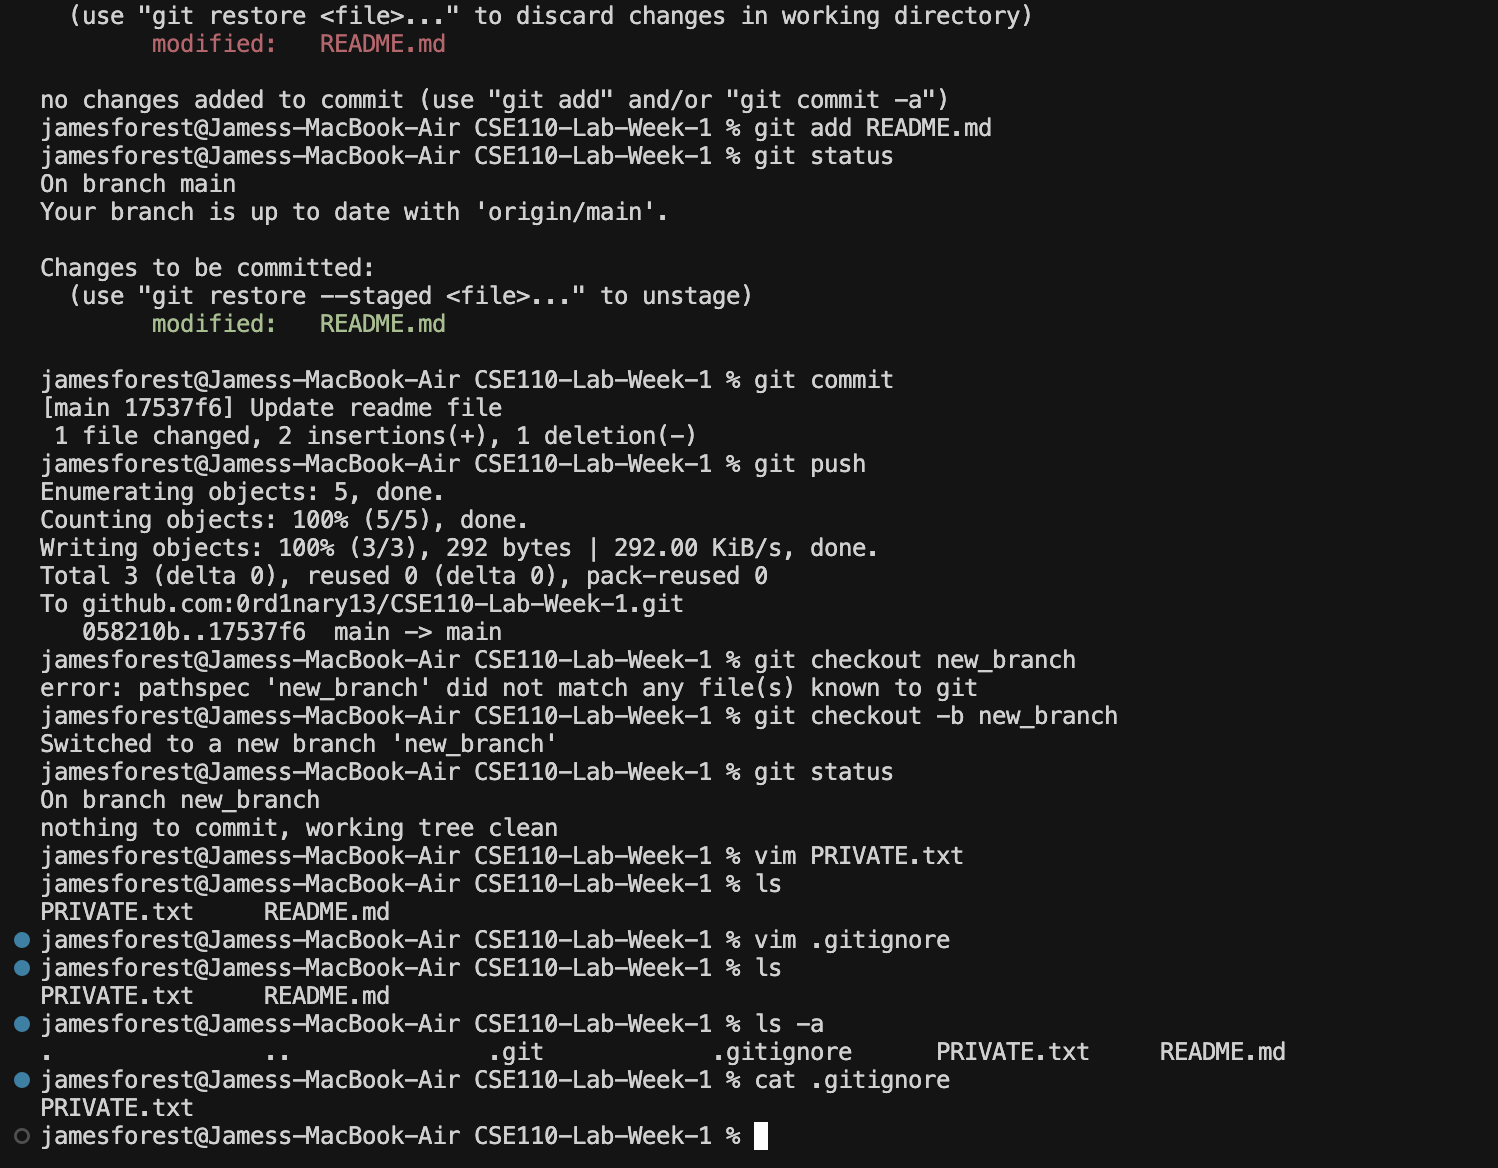 (use "git restore <file>..." to discard changes in working directory)
modified:   README.md
no changes added to commit (use "git add" and/or "git commit -a")
jamesforest@Jamess-MacBook-Air CSE110-Lab-Week-1 % git add README.md
jamesforest@Jamess-MacBook-Air CSE110-Lab-Week-1 % git status
On branch main
Your branch is up to date with 'origin/main'.
Changes to be committed:
(use "git restore --staged <file>..." to unstage)
modified:   README.md
jamesforest@Jamess-MacBook-Air CSE110-Lab-Week-1 % git commit
[main 17537f6] Update readme file
1 file changed, 2 insertions(+), 1 deletion(-)
jamesforest@Jamess-MacBook-Air CSE110-Lab-Week-1 % git push
Enumerating objects: 5, done.
Counting objects: 100% (5/5), done.
Writing objects: 100% (3/3), 292 bytes | 292.00 KiB/s, done.
Total 3 (delta 0), reused 0 (delta 0), pack-reused 0
To github.com:0rd1nary13/CSE110-Lab-Week-1.git
058210b..17537f6  main -> main
jamesforest@Jamess-MacBook-Air CSE110-Lab-Week-1 % git checkout new_branch
error: pathspec 'new_branch' did not match any file(s) known to git
jamesforest@Jamess-MacBook-Air CSE110-Lab-Week-1 % git checkout -b new_branch
Switched to a new branch 'new_branch'
jamesforest@Jamess-MacBook-Air CSE110-Lab-Week-1 % git status
On branch new_branch
nothing to commit, working tree clean
jamesforest@Jamess-MacBook-Air CSE110-Lab-Week-1 % vim PRIVATE.txt
jamesforest@Jamess-MacBook-Air CSE110-Lab-Week-1 % ls
PRIVATE.txt     README.md
jamesforest@Jamess-MacBook-Air CSE110-Lab-Week-1 % vim .gitignore
jamesforest@Jamess-MacBook-Air CSE110-Lab-Week-1 % ls
PRIVATE.txt     README.md
jamesforest@Jamess-MacBook-Air CSE110-Lab-Week-1 % ls -a
.               ..              .git            .gitignore      PRIVATE.txt     README.md
jamesforest@Jamess-MacBook-Air CSE110-Lab-Week-1 % cat .gitignore
PRIVATE.txt
jamesforest@Jamess-MacBook-Air CSE110-Lab-Week-1 %